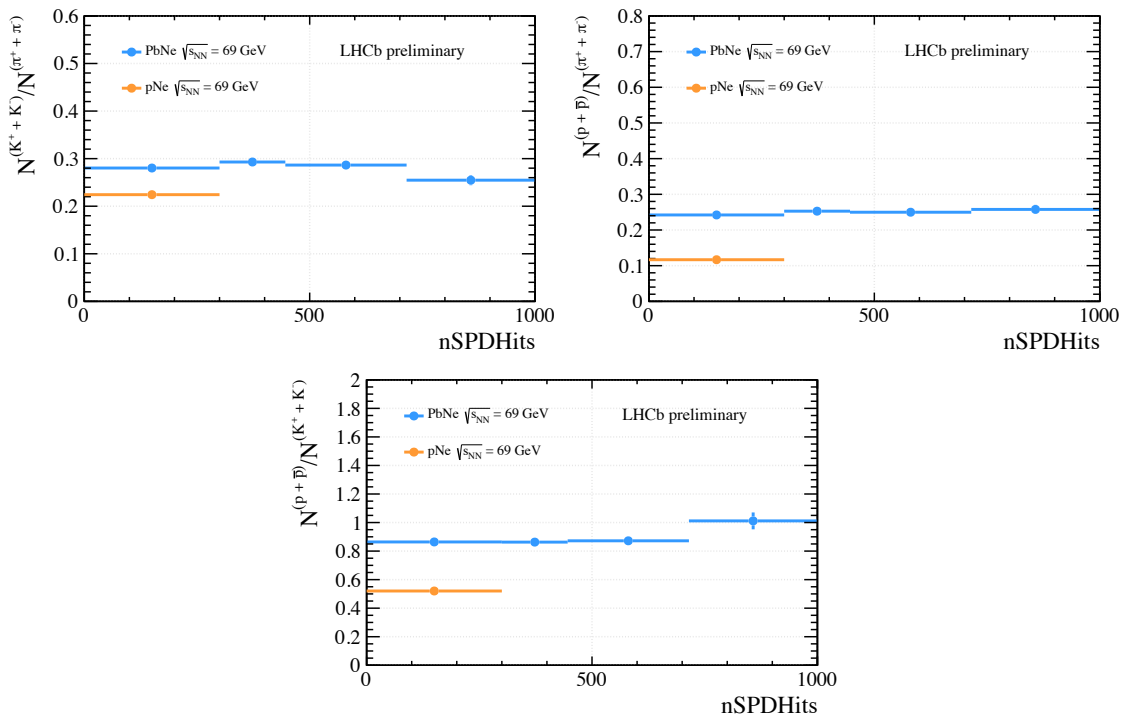 N^(K⁺ + K⁻)/N^(π⁺ + π⁻)
0.6
0.5
0.4
0.3
0.2
0.1
0
PbNe √s_NN = 69 GeV
LHCb preliminary
pNe √s_NN = 69 GeV
0 500 1000
nSPDHits
N^(p + p̅)/N^(π⁺ + π⁻)
0.8
0.7
0.6
0.5
0.4
0.3
0.2
0.1
0
PbNe √s_NN = 69 GeV
LHCb preliminary
pNe √s_NN = 69 GeV
0 500 1000
nSPDHits
N^(p + p̅)/N^(K⁺ + K⁻)
2
1.8
1.6
1.4
1.2
1
0.8
0.6
0.4
0.2
0
PbNe √s_NN = 69 GeV
LHCb preliminary
pNe √s_NN = 69 GeV
0 500 1000
nSPDHits